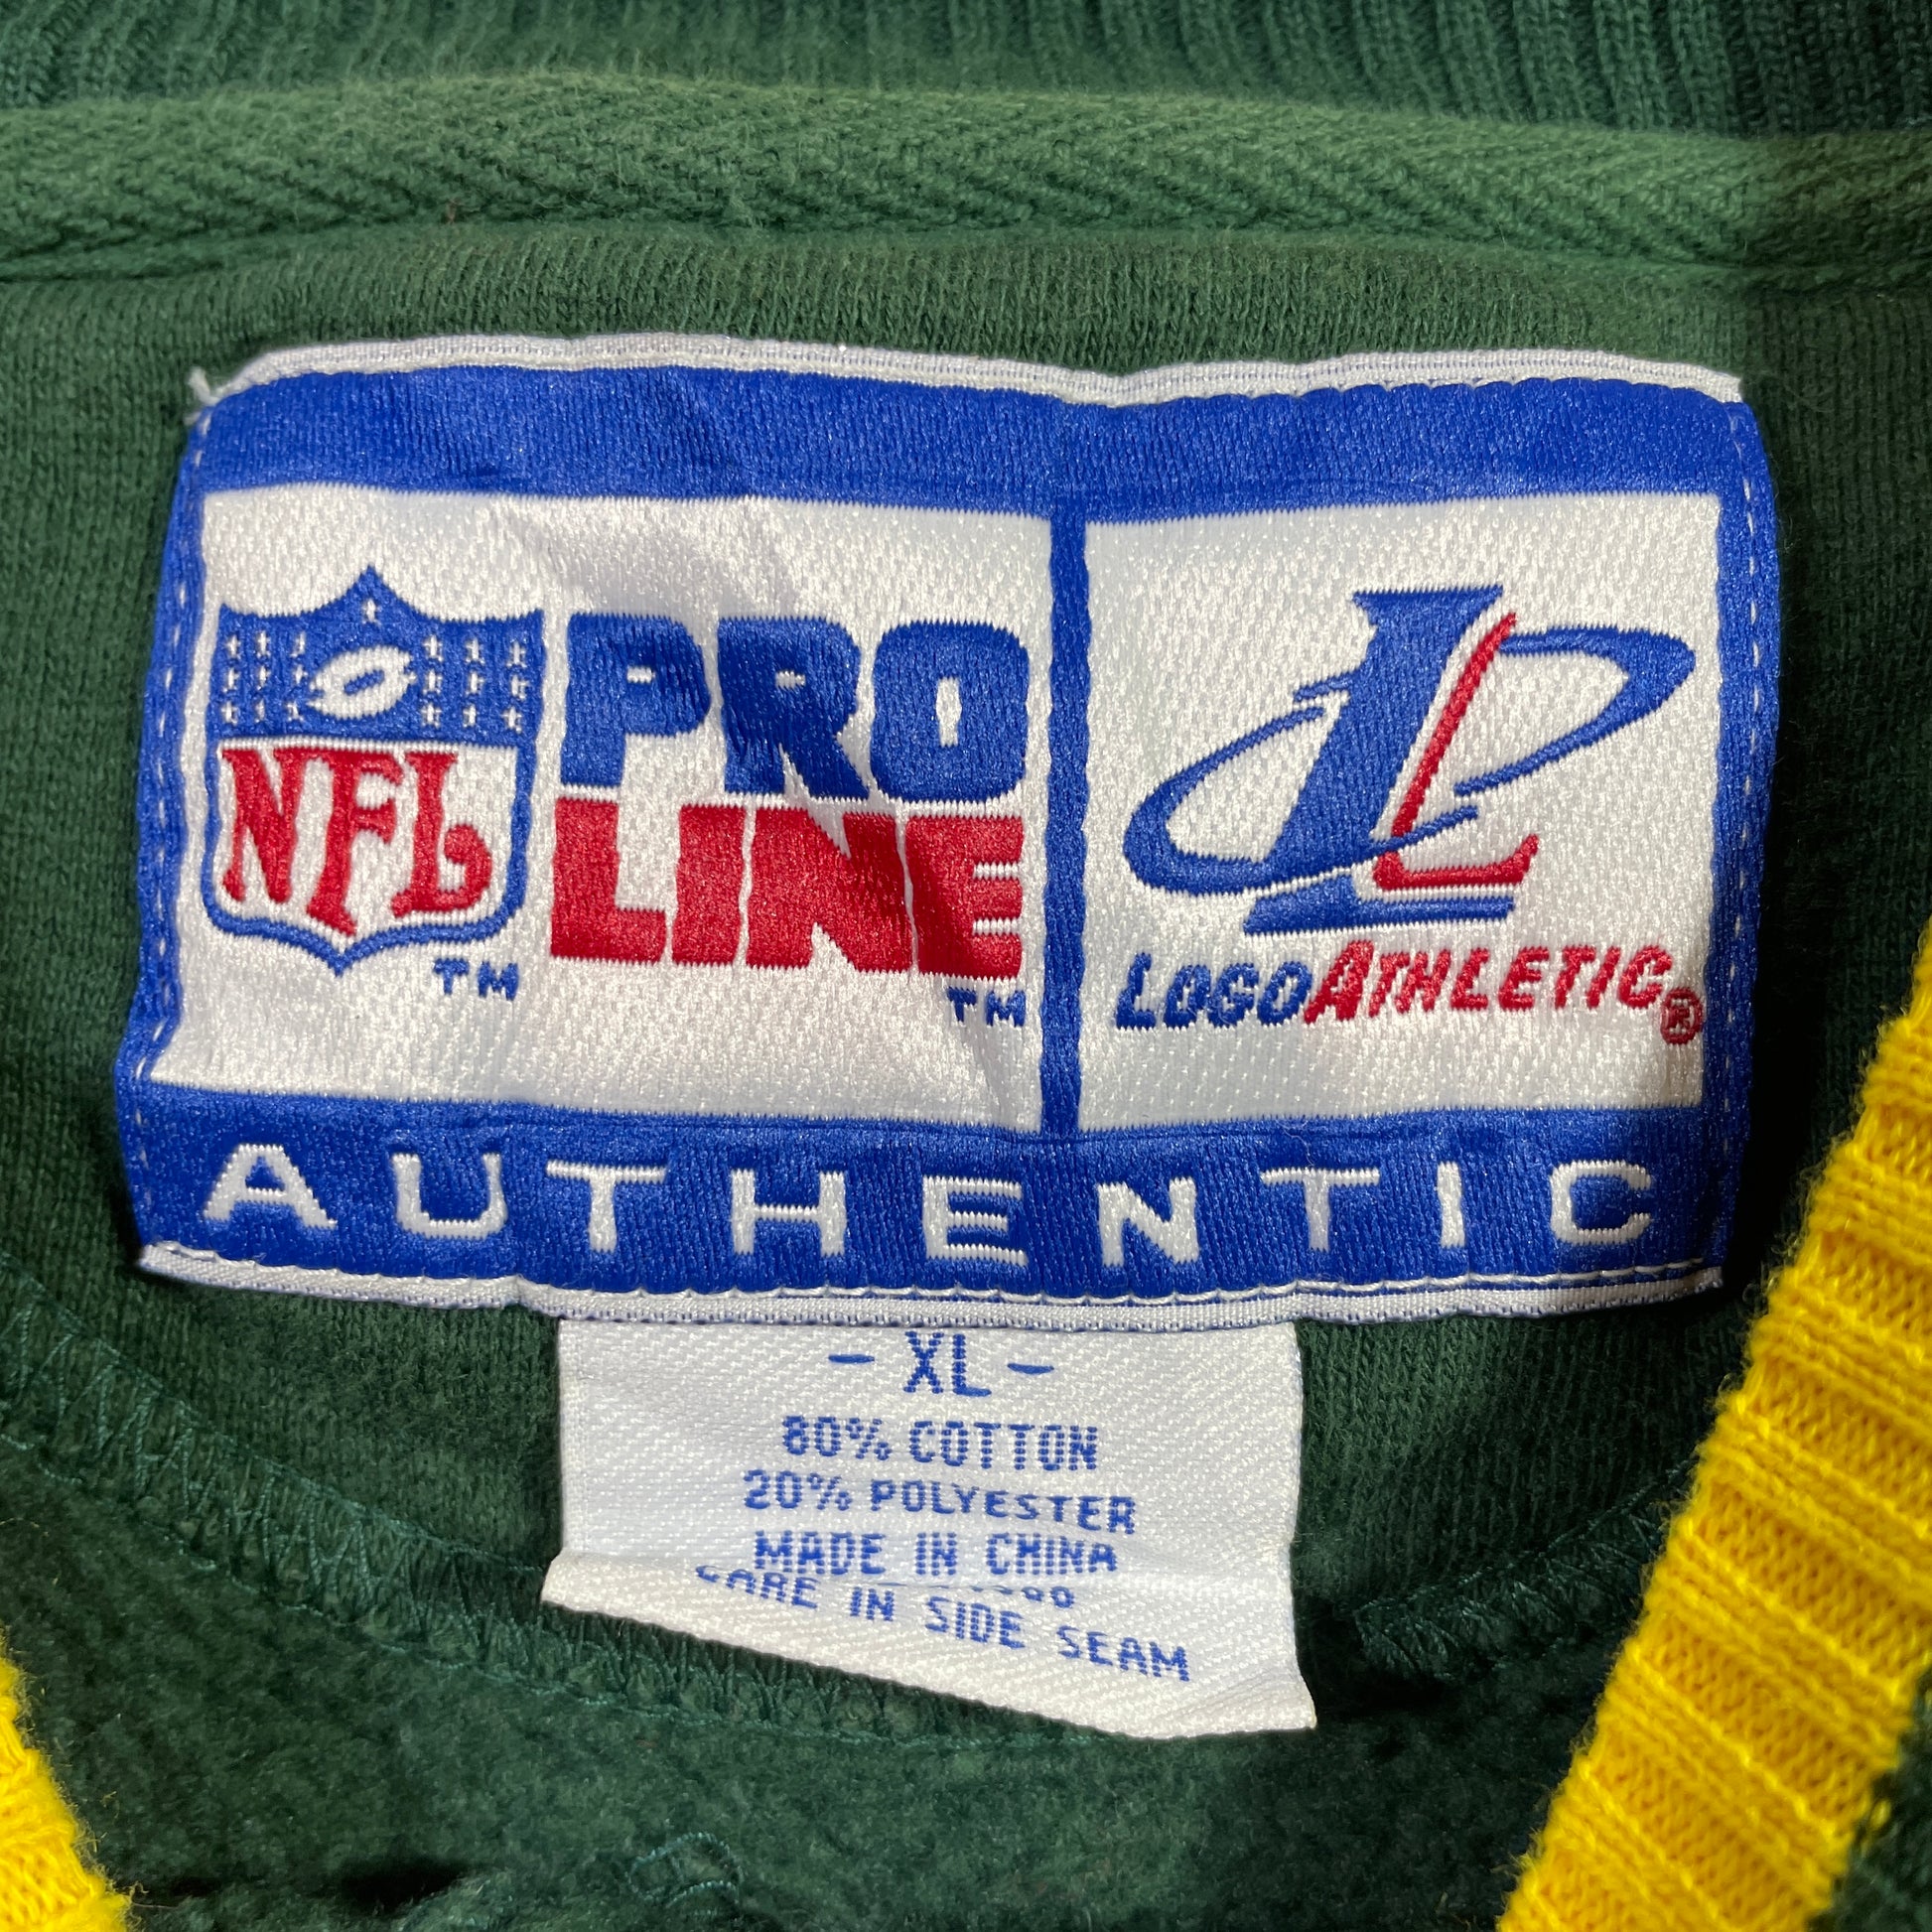 NFL
TM
PRO
LINE
TM
LOGOATHLETIC®
AUTHENTIC
- XL -
80% COTTON
20% POLYESTER
MADE IN CHINA
CARE IN SIDE SEAM